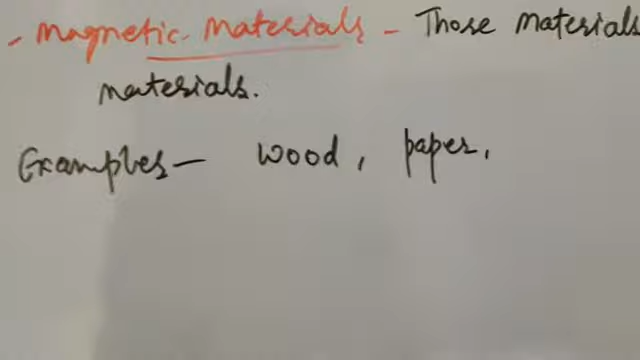 - Magnetic Materials - Those materials
materials.
Examples - wood, paper,